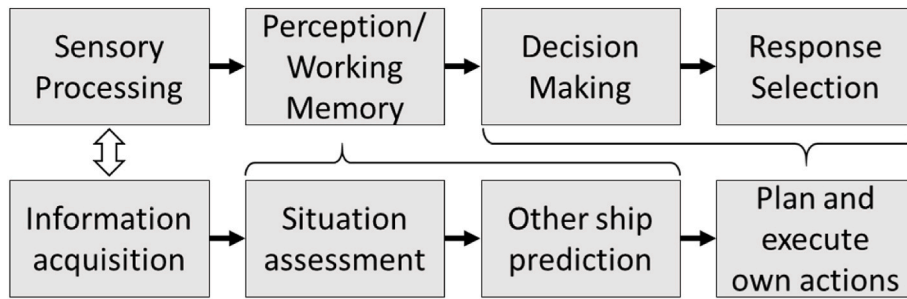 Sensory
Processing
Perception/
Working
Memory
Decision
Making
Response
Selection
Information
acquisition
Situation
assessment
Other ship
prediction
Plan and
execute
own actions